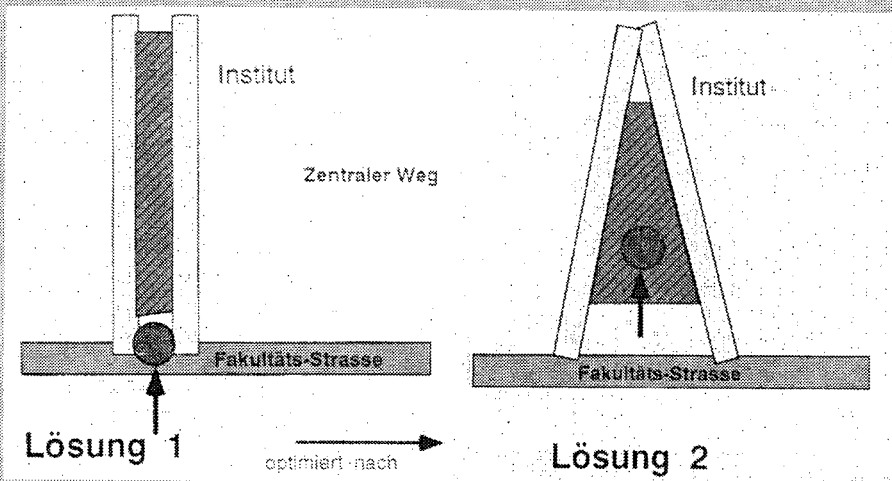 Institut
Zentraler Weg
Fakultäts-Strasse
Lösung 1
optimiert nach
Institut
Fakultäts-Strasse
Lösung 2